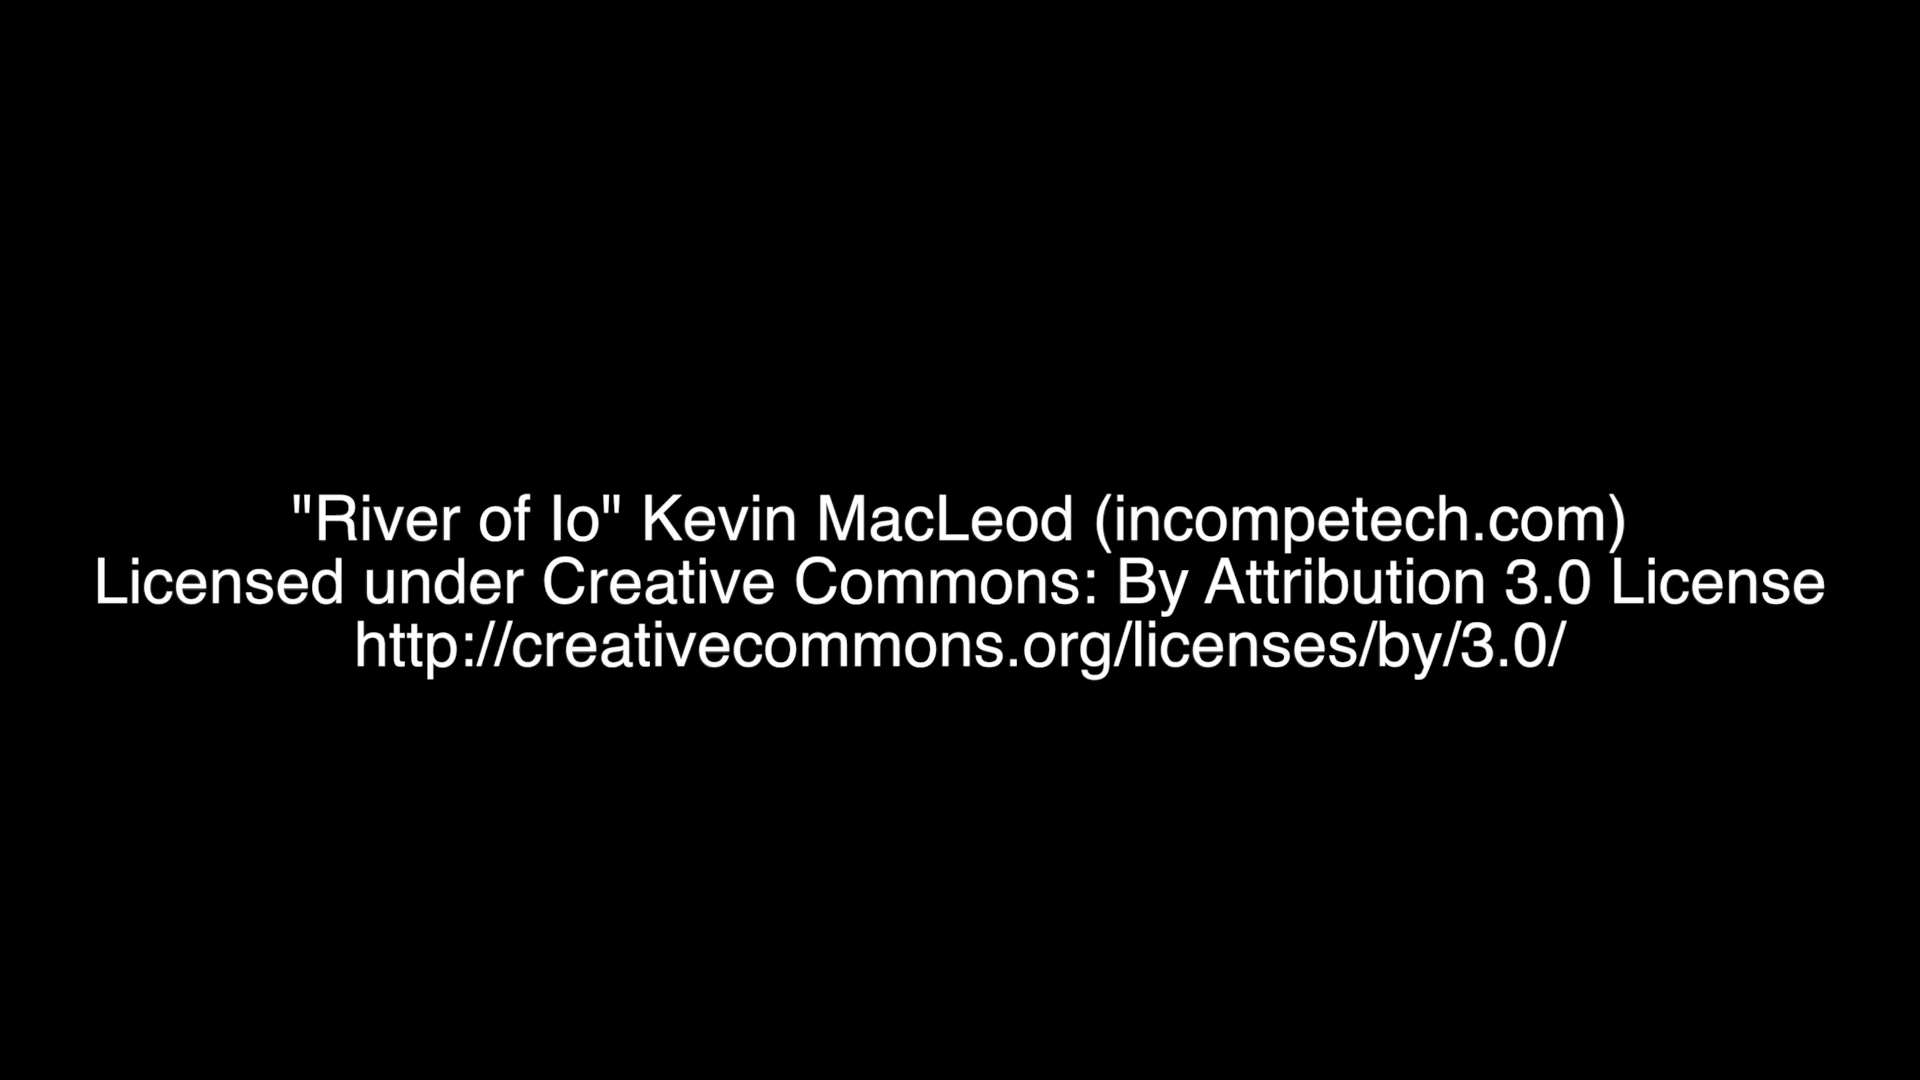 "River of Io" Kevin MacLeod (incompetech.com)
Licensed under Creative Commons: By Attribution 3.0 License
http://creativecommons.org/licenses/by/3.0/